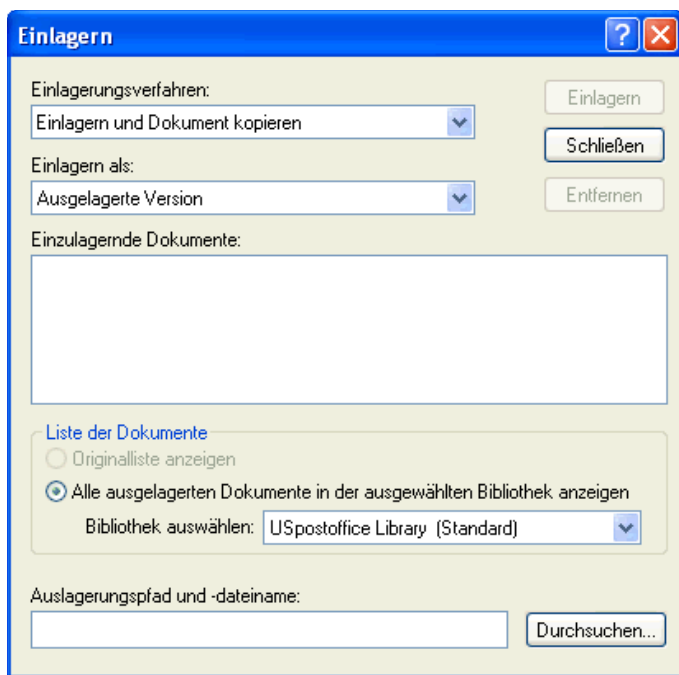 Einlagern
Einlagerungsverfahren:
Einlagern und Dokument kopieren
Einlagern
Schließen
Einlagern als:
Ausgelagerte Version
Entfernen
Einzulagernde Dokumente:
Liste der Dokumente
Originalliste anzeigen
Alle ausgelagerten Dokumente in der ausgewählten Bibliothek anzeigen
Bibliothek auswählen: USpostoffice Library (Standard)
Auslagerungspfad und -dateiname:
Durchsuchen...